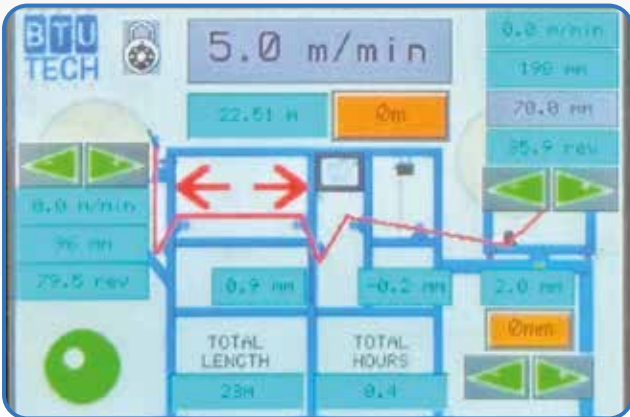 BTU
TECH
5.0 m/min
22.51 m
0m
0.0 m/min
190 mm
70.0 mm
35.9 rev
0.0 m/min
96 mm
79.5 rev
0.9 mm
-0.2 mm
2.0 mm
0mm
TOTAL
LENGTH
23m
TOTAL
HOURS
0.4